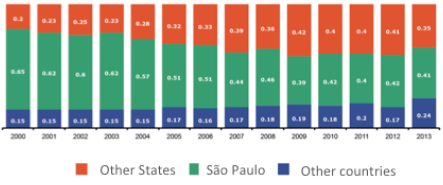 0.2 0.23 0.25 0.23 0.28 0.32 0.33 0.39 0.36 0.42 0.4 0.4 0.41 0.35
0.65 0.62 0.6 0.62 0.57 0.51 0.51 0.44 0.46 0.39 0.42 0.4 0.42 0.41
0.15 0.15 0.15 0.15 0.15 0.17 0.16 0.17 0.18 0.19 0.18 0.2 0.17 0.24
2000 2001 2002 2003 2004 2005 2006 2007 2008 2009 2010 2011 2012 2013
Other States São Paulo Other countries